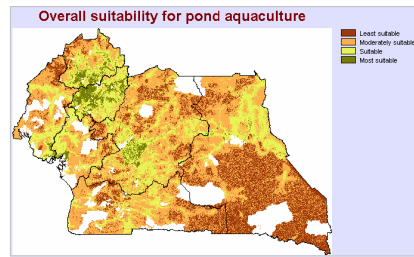 Overall suitability for pond aquaculture
Least suitable
Moderately suitable
Suitable
Most suitable